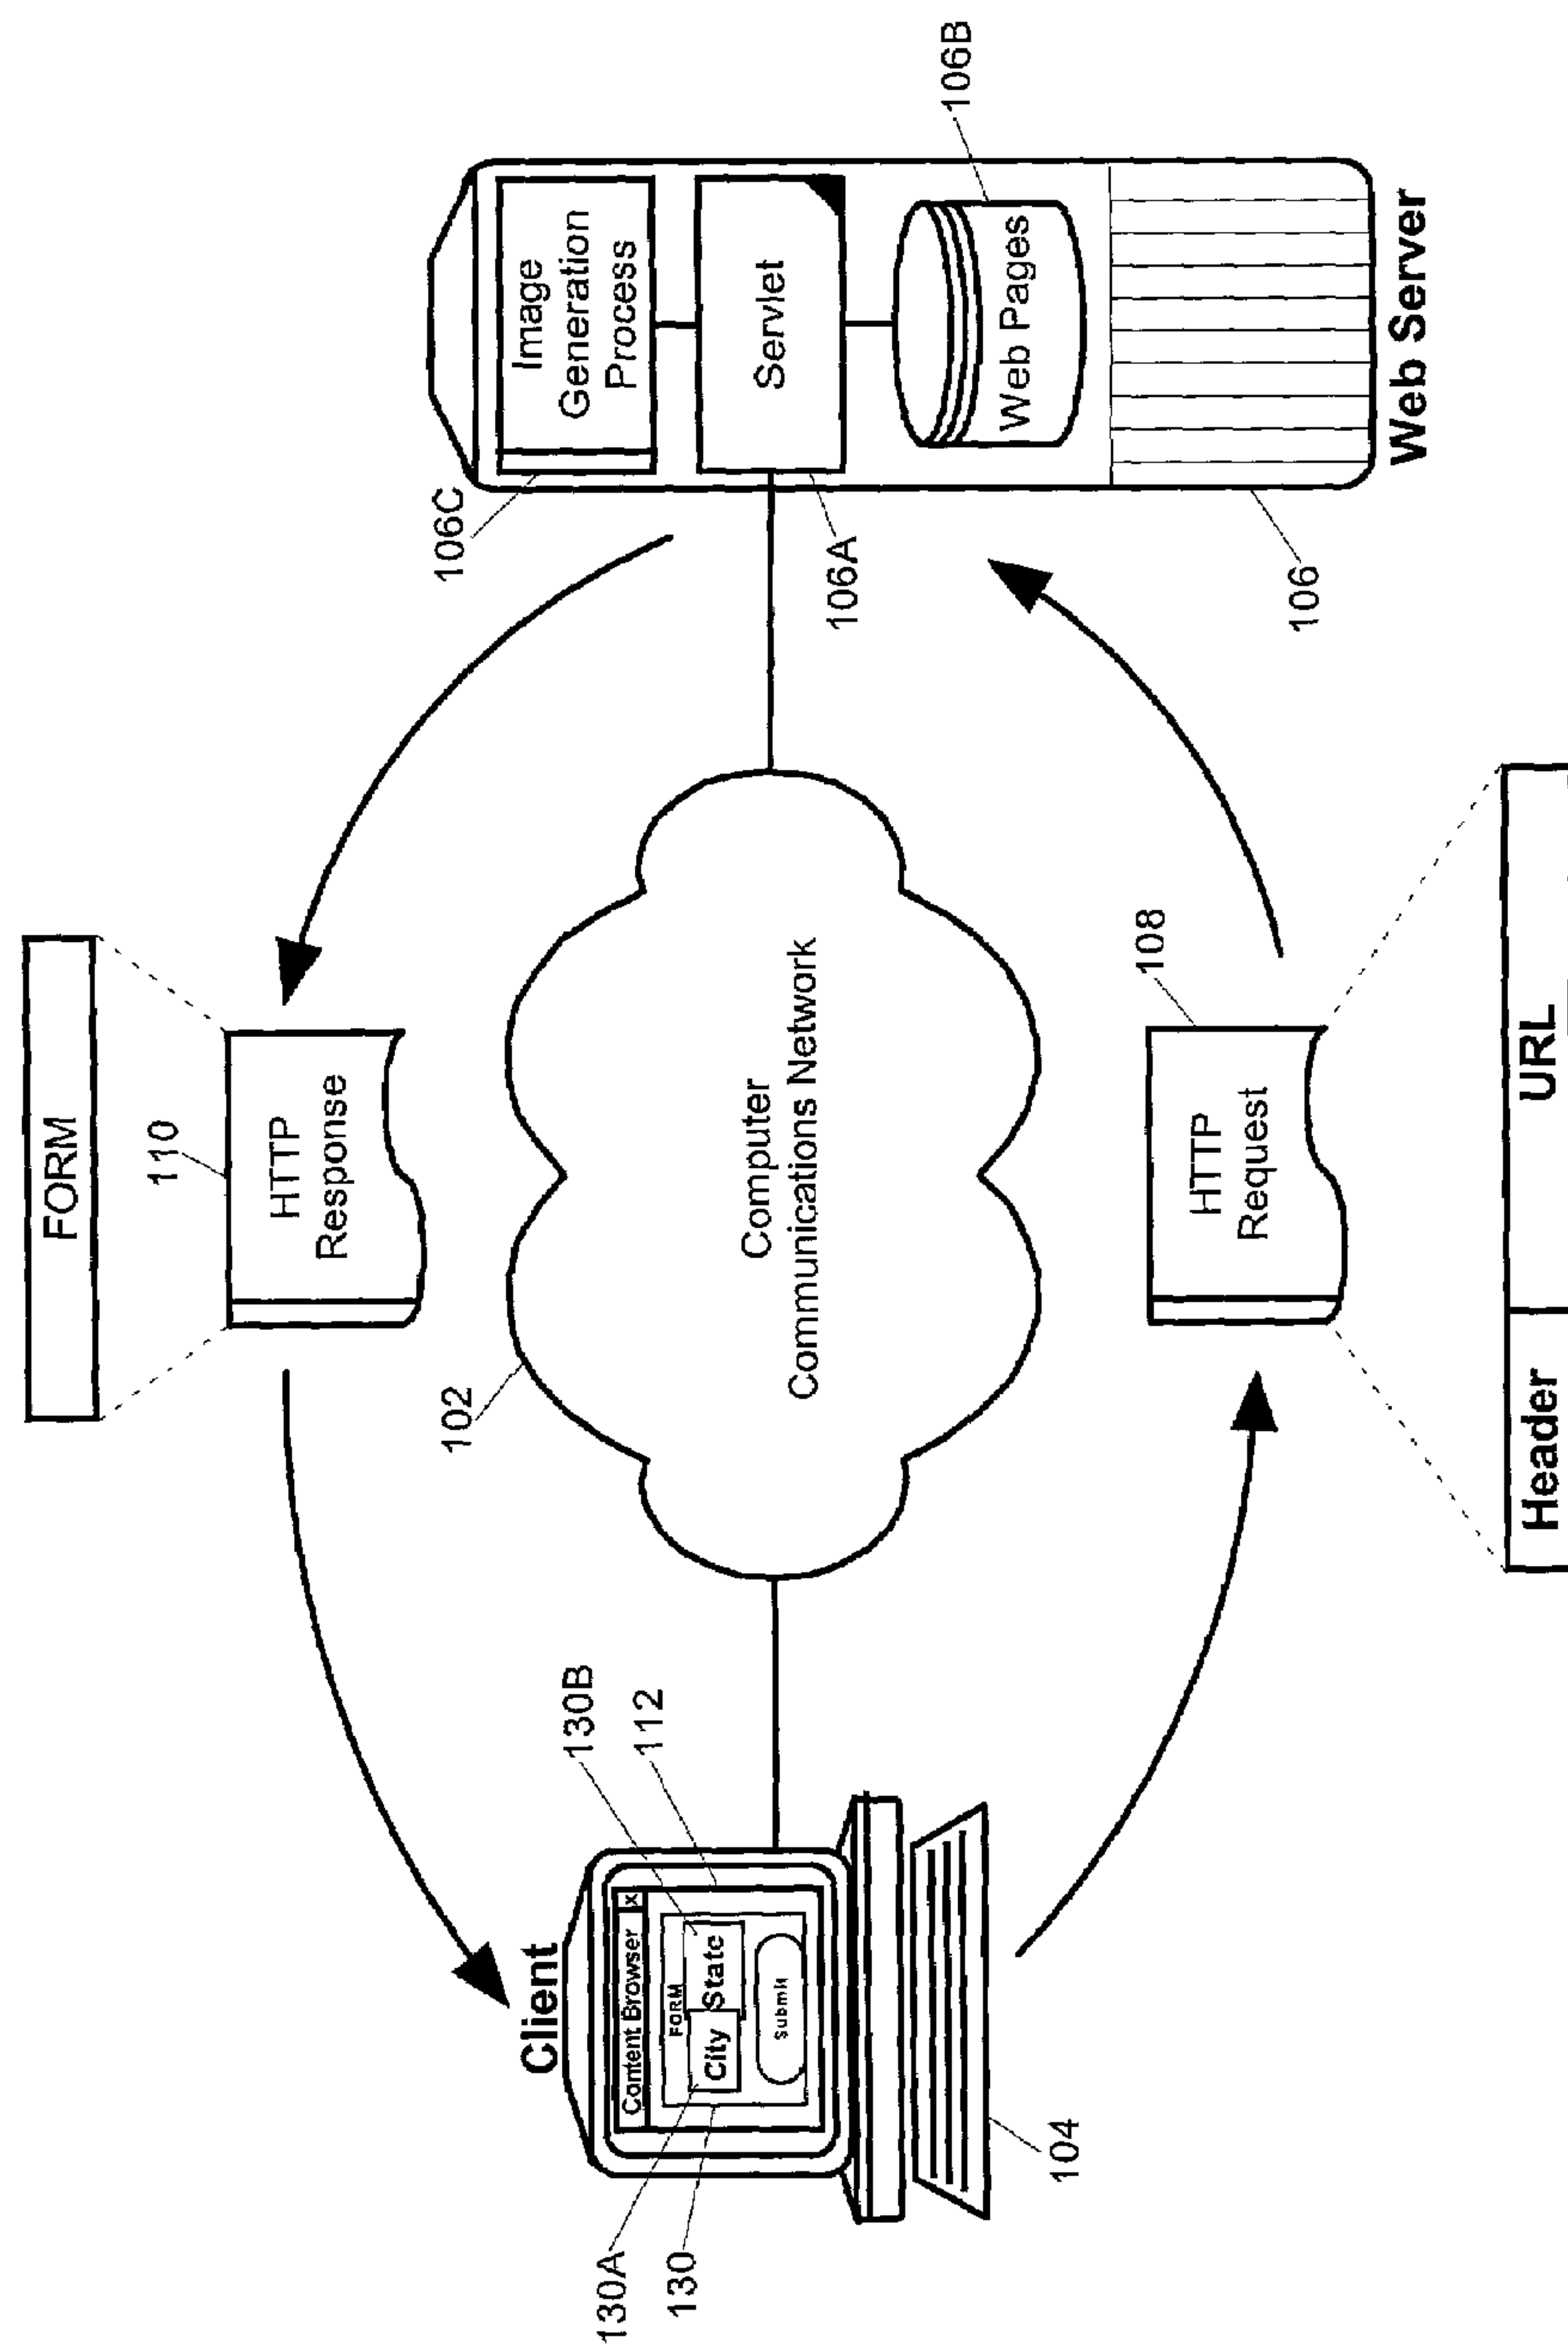 FORM
110
HTTP
Response
106C
Image
Generation
Process
Servlet
106A
106B
Web Pages
106
Web Server
102
Computer
Communications Network
Client
Content Browser
x
FORM
City
State
Submit
130A
130
130B
112
104
108
HTTP
Request
Header
URL